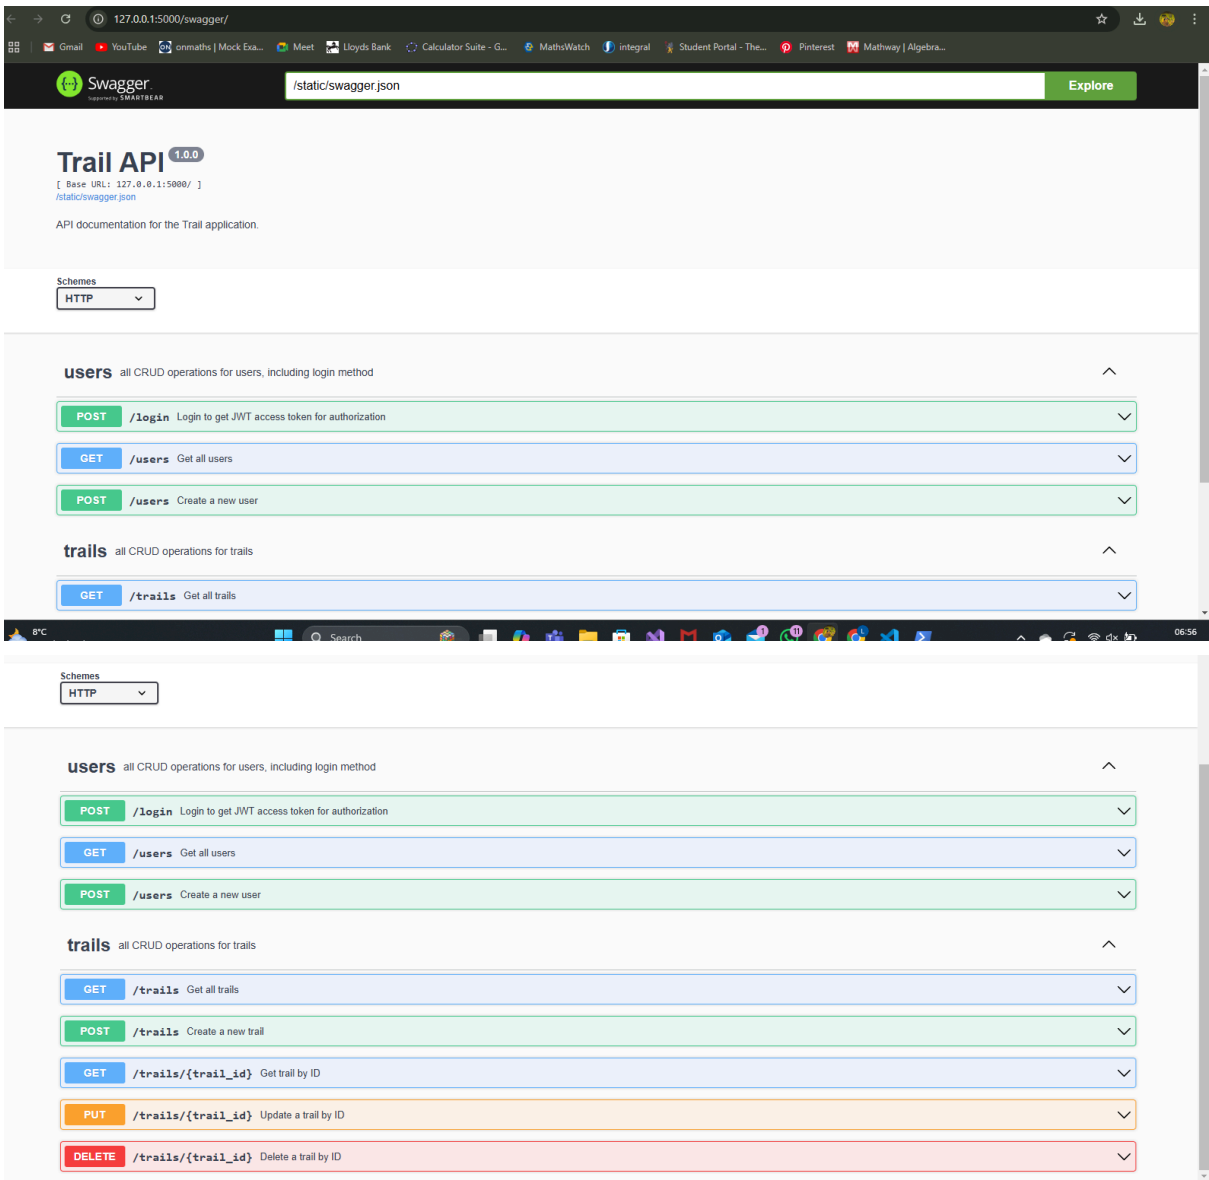 127.0.0.1:5000/swagger/
Gmail YouTube onmaths | Mock Exa... Meet Lloyds Bank Calculator Suite - G... MathsWatch integral Student Portal - The... Pinterest Mathway | Algebra...
Swagger
Supported by SMARTBEAR
/static/swagger.json
Explore
Trail API 1.0.0
[ Base URL: 127.0.0.1:5000/ ]
/static/swagger.json
API documentation for the Trail application.
Schemes
HTTP
users all CRUD operations for users, including login method
POST /login Login to get JWT access token for authorization
GET /users Get all users
POST /users Create a new user
trails all CRUD operations for trails
GET /trails Get all trails
8°C
Search
1
11
06:56
Schemes
HTTP
users all CRUD operations for users, including login method
POST /login Login to get JWT access token for authorization
GET /users Get all users
POST /users Create a new user
trails all CRUD operations for trails
GET /trails Get all trails
POST /trails Create a new trail
GET /trails/{trail_id} Get trail by ID
PUT /trails/{trail_id} Update a trail by ID
DELETE /trails/{trail_id} Delete a trail by ID